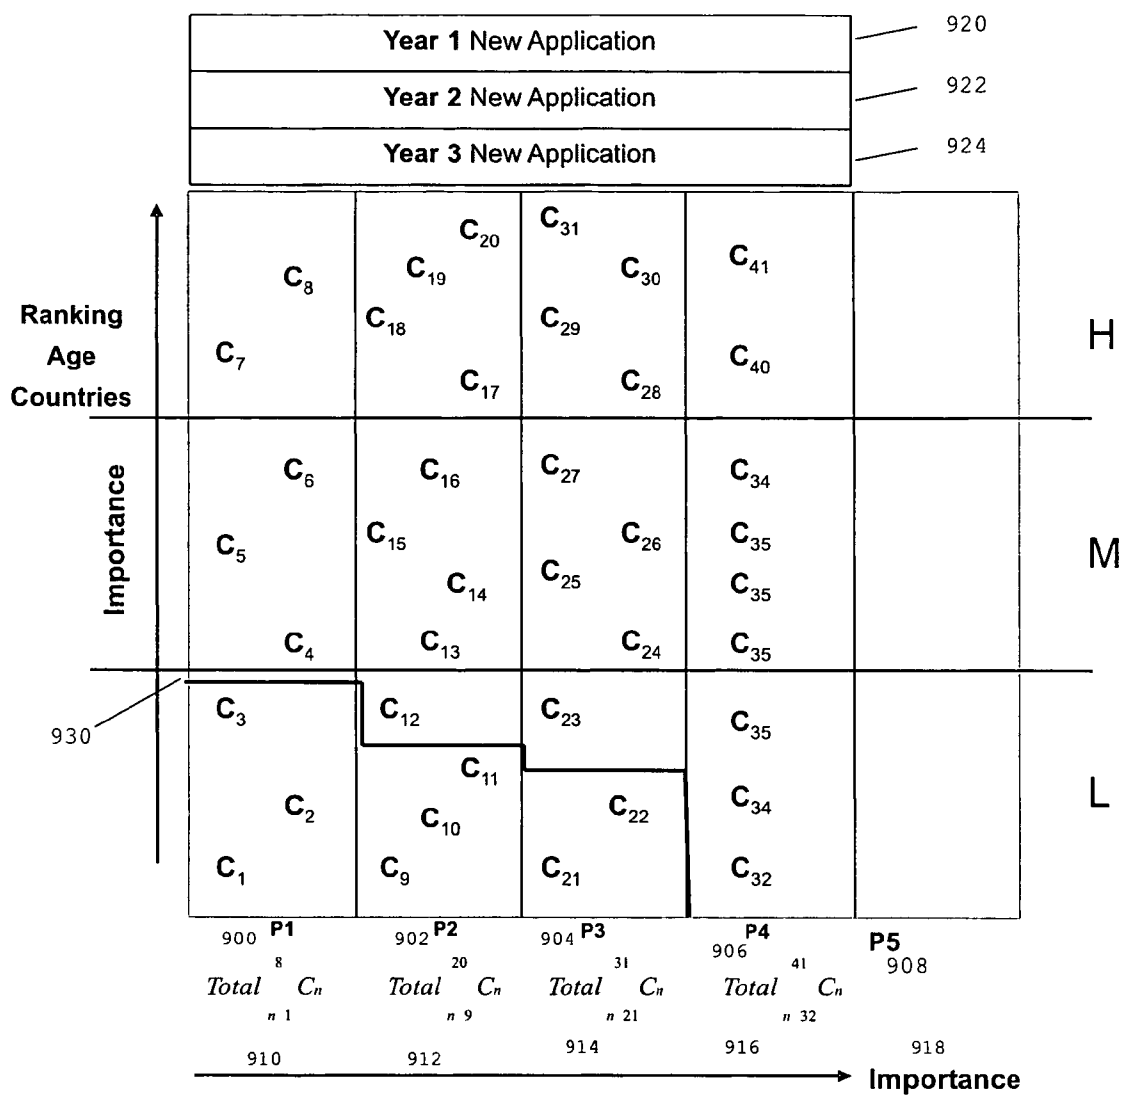 Year 1 New Application
920
Year 2 New Application
922
Year 3 New Application
924
Ranking
Age
Countries
Importance
C20 C31
C8 C19 C30 C41
C7 C18 C29 C40
C17 C28
H
C6 C16 C27 C34
C5 C15 C26 C35
C14 C25 C35
C4 C13 C24 C35
M
930
C3 C12 C23 C35
C11
C2 C10 C22 C34
C1 C9 C21 C32
L
900 P1 902 P2 904 P3 906 P4 P5 908
8 20 31 41
Total Cn Total Cn Total Cn Total Cn
n 1 n 9 n 21 n 32
910 912 914 916 918
Importance